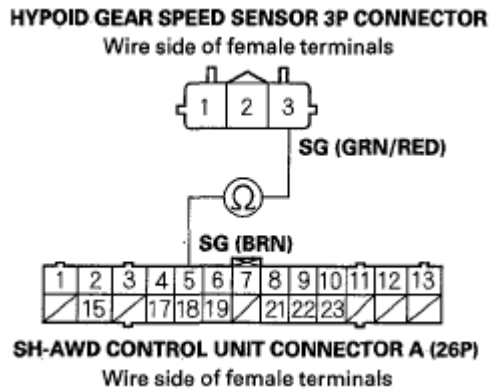 HYPOID GEAR SPEED SENSOR 3P CONNECTOR
Wire side of female terminals
1 2 3
SG (GRN/RED)
Ω
SG (BRN)
1 2 3 4 5 6 7 8 9 10 11 12 13
15 17 18 19 21 22 23
SH-AWD CONTROL UNIT CONNECTOR A (26P)
Wire side of female terminals